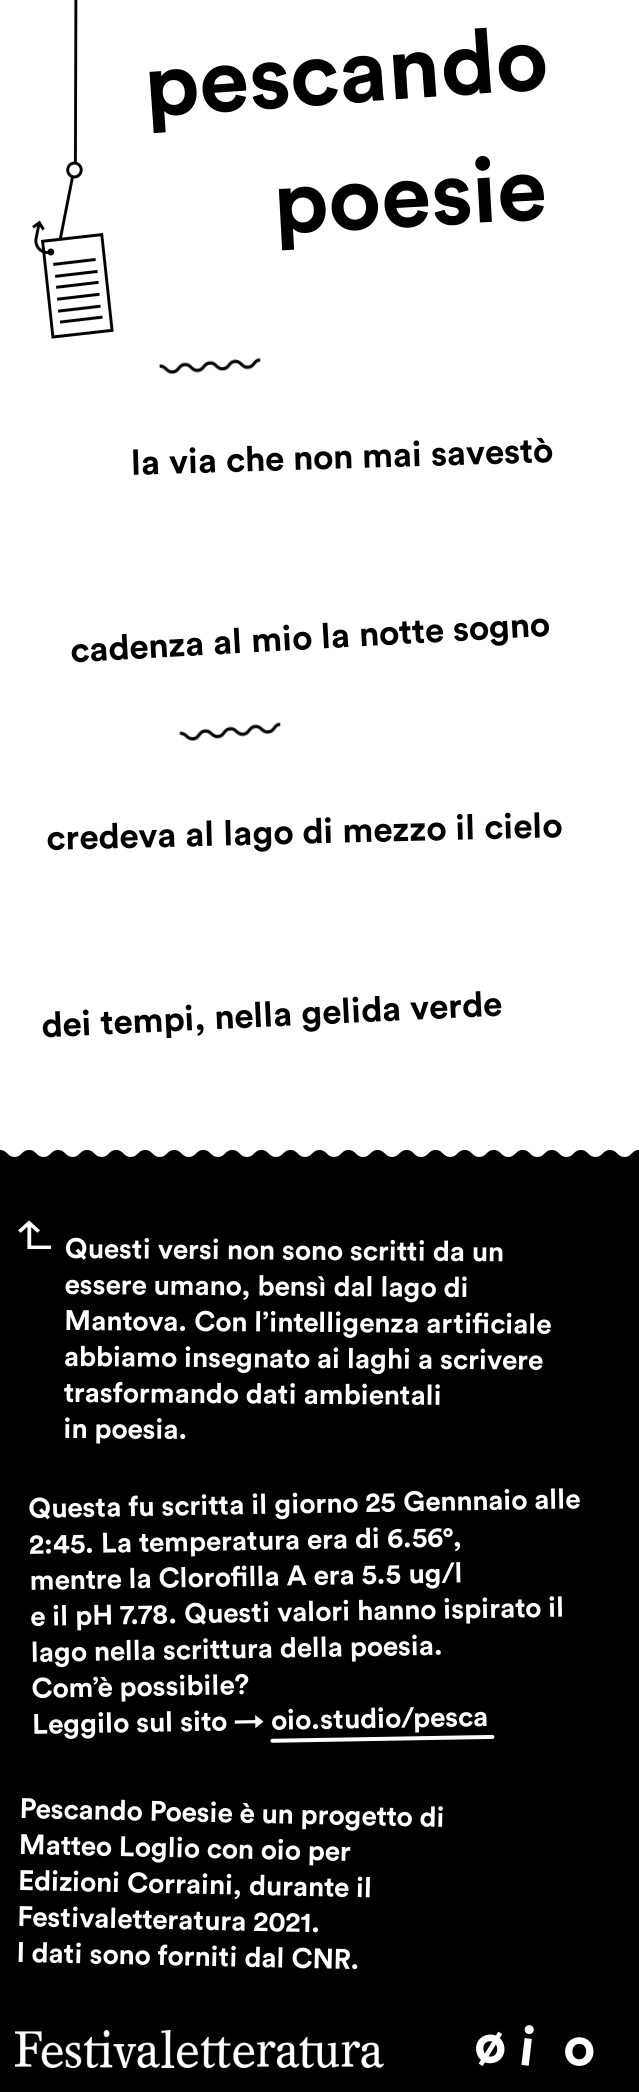 pescando
poesie
la via che non mai savestò
cadenza al mio la notte sogno
credeva al lago di mezzo il cielo
dei tempi, nella gelida verde
Questi versi non sono scritti da un
essere umano, bensì dal lago di
Mantova. Con l’intelligenza artificiale
abbiamo insegnato ai laghi a scrivere
trasformando dati ambientali
in poesia.
Questa fu scritta il giorno 25 Gennnaio alle
2:45. La temperatura era di 6.56°,
mentre la Clorofilla A era 5.5 ug/l
e il pH 7.78. Questi valori hanno ispirato il
lago nella scrittura della poesia.
Com’è possibile?
Leggilo sul sito → oio.studio/pesca
Pescando Poesie è un progetto di
Matteo Loglio con oio per
Edizioni Corraini, durante il
Festivaletteratura 2021.
I dati sono forniti dal CNR.
Festivaletteratura
ø i o